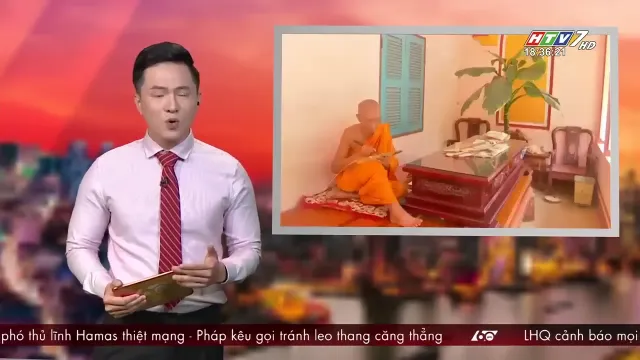 HTV7 HD
18:36:21
phó thủ lĩnh Hamas thiệt mạng - Pháp kêu gọi tránh leo thang căng thẳng 60 LHQ cảnh báo mọi